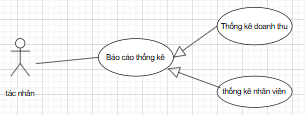 Thống kê doanh thu
Báo cáo thống kê
tác nhân
thống kê nhân viên